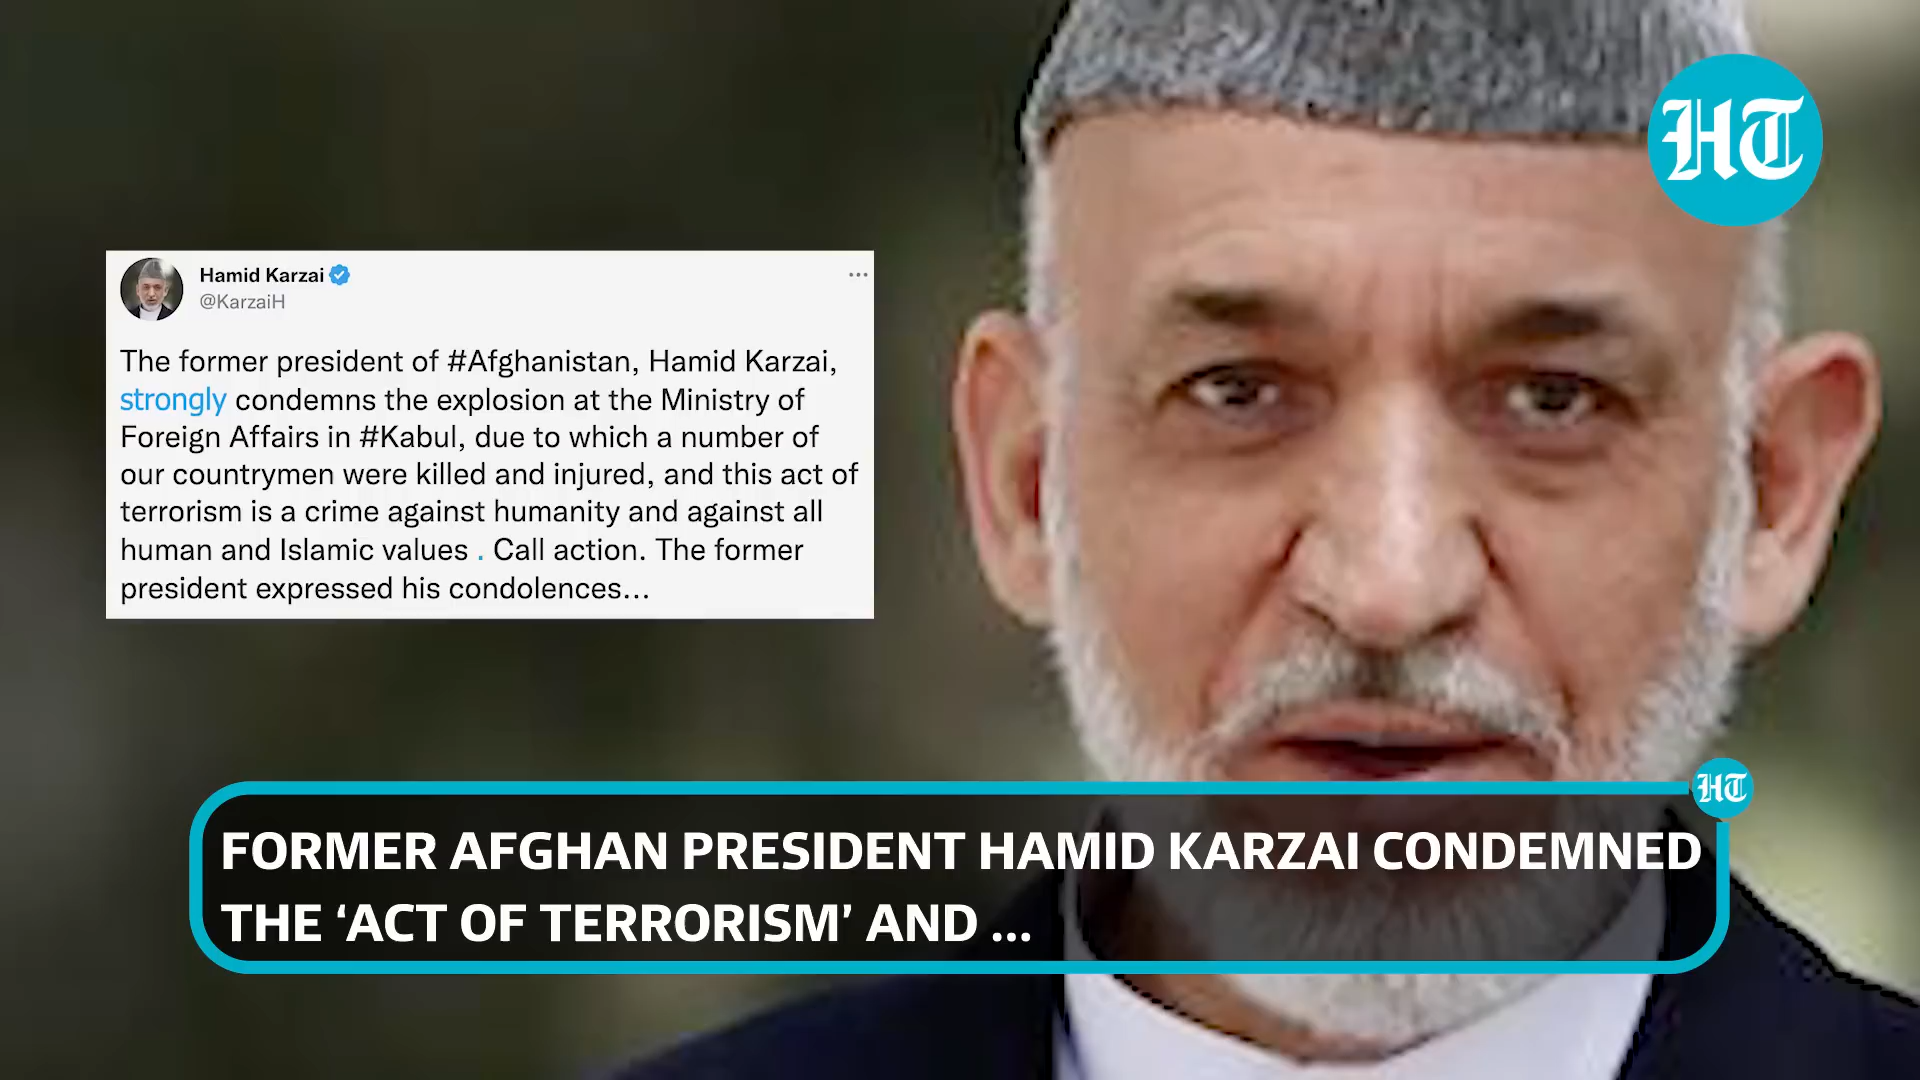 HT
Hamid Karzai
@KarzaiH
The former president of #Afghanistan, Hamid Karzai,
strongly condemns the explosion at the Ministry of
Foreign Affairs in #Kabul, due to which a number of
our countrymen were killed and injured, and this act of
terrorism is a crime against humanity and against all
human and Islamic values . Call action. The former
president expressed his condolences...
HT
FORMER AFGHAN PRESIDENT HAMID KARZAI CONDEMNED
THE ‘ACT OF TERRORISM’ AND ...